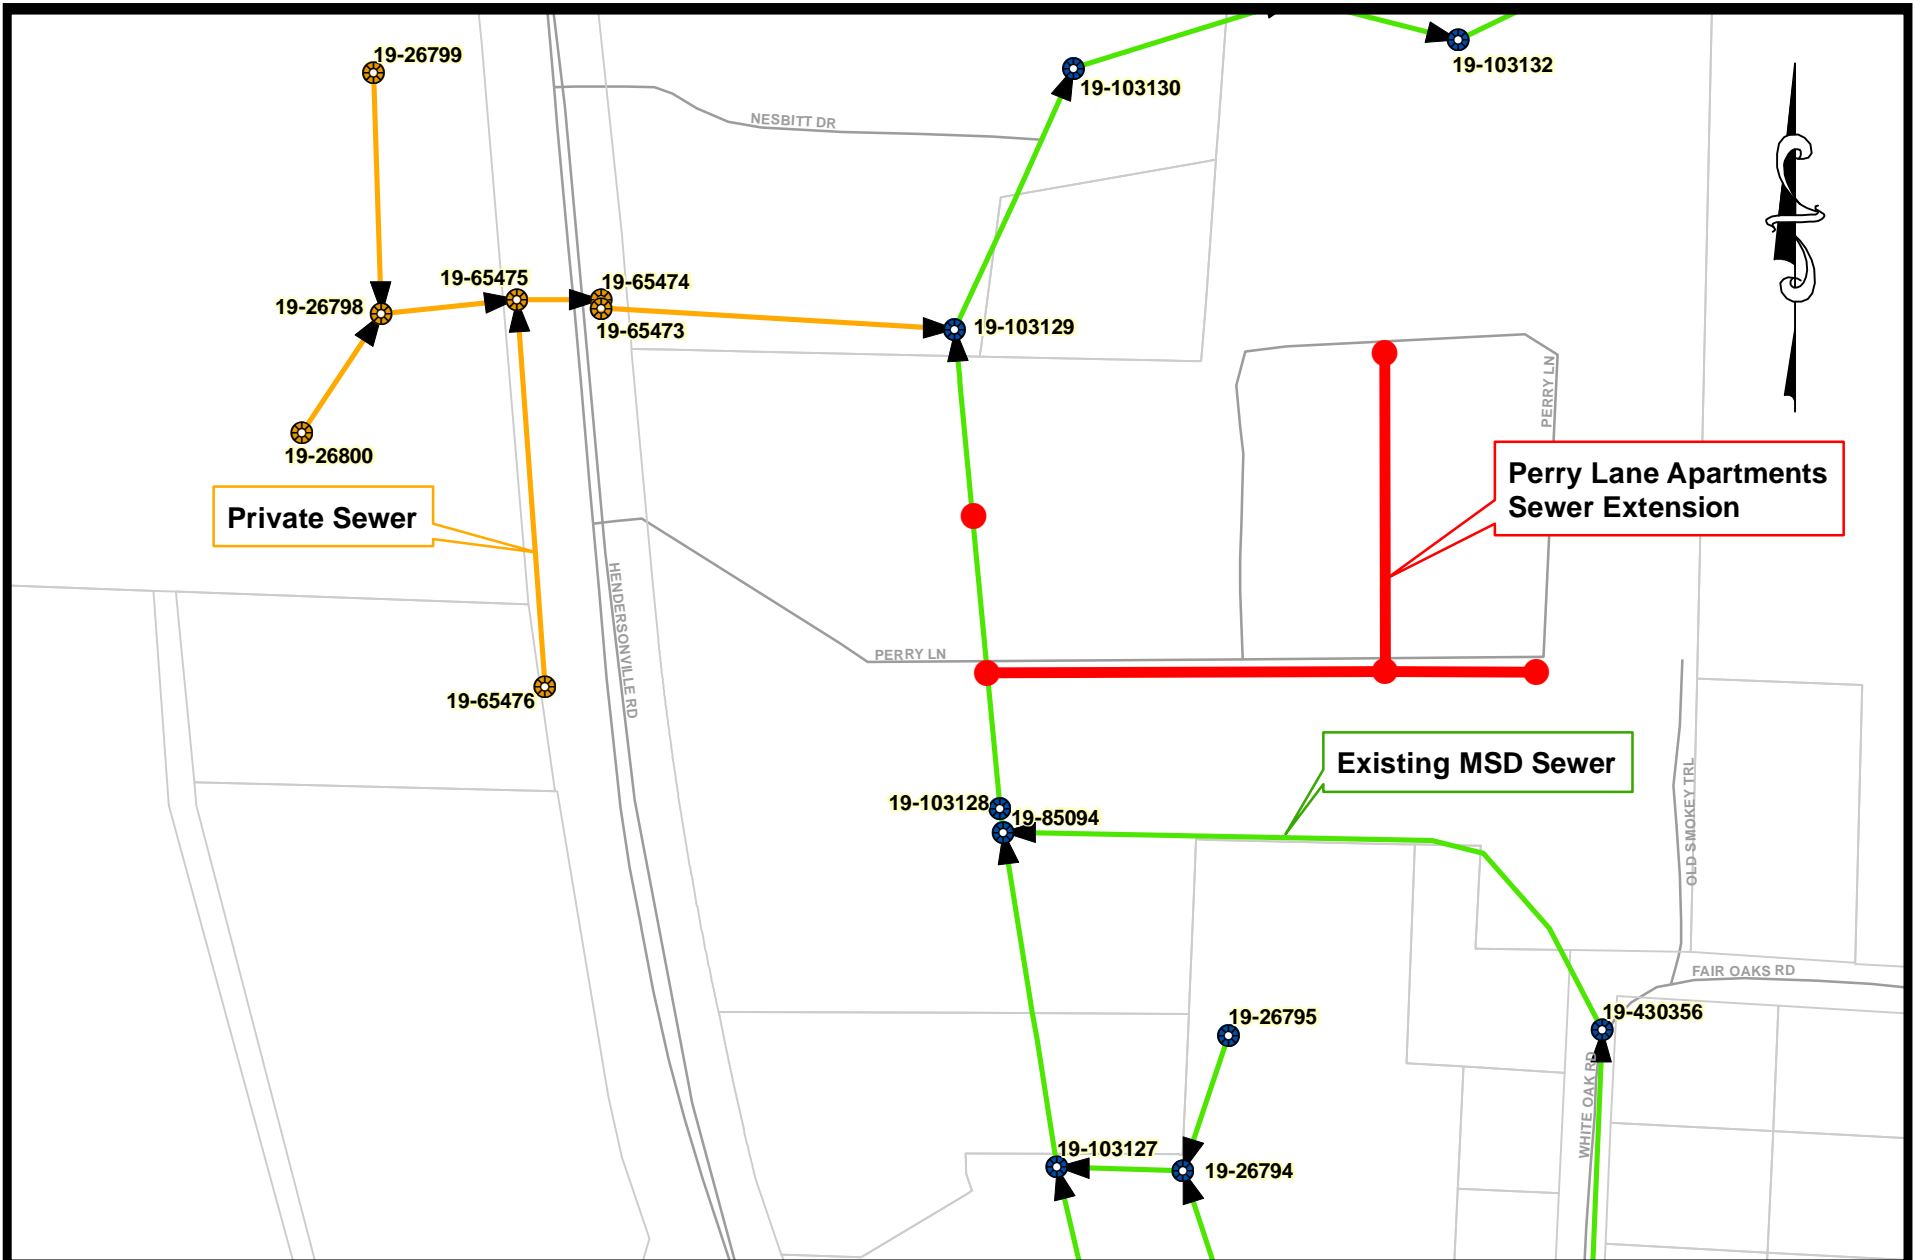 19-26799
19-103132
19-103130
NESBITT DR
19-65475
19-65474
19-26798
19-65473
19-103129
PERRY LN
19-26800
Perry Lane Apartments
Sewer Extension
Private Sewer
HENDERSONVILLE RD
PERRY LN
19-65476
Existing MSD Sewer
19-103128
19-85094
OLD SMOKEY TRL
FAIR OAKS RD
19-26795
19-430356
WHITE OAK RD
19-103127
19-26794